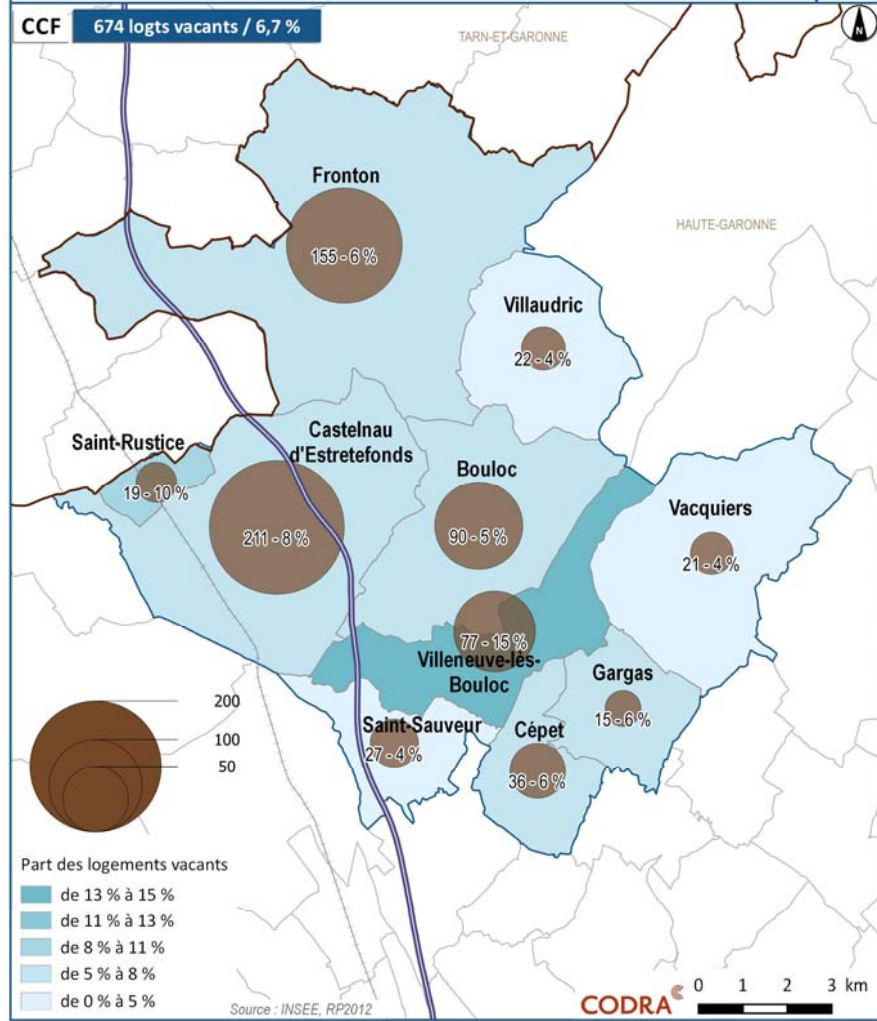 CCF 674 logts vacants / 6,7 %
N
TARN-ET-GARONNE
HAUTE-GARONNE
Fronton
155 - 6 %
Villaudric
22 - 4 %
Saint-Rustice
19 - 10 %
Castelnau
d'Estretefonds
211 - 8 %
Bouloc
90 - 5 %
Vacquiers
21 - 4 %
77 - 15 %
Villeneuve-lès-
Bouloc
Gargas
15 - 6 %
Saint-Sauveur
27 - 4 %
Cépet
36 - 6 %
200
100
50
Part des logements vacants
de 13 % à 15 %
de 11 % à 13 %
de 8 % à 11 %
de 5 % à 8 %
de 0 % à 5 %
Source : INSEE, RP2012
CODRA
0 1 2 3 km